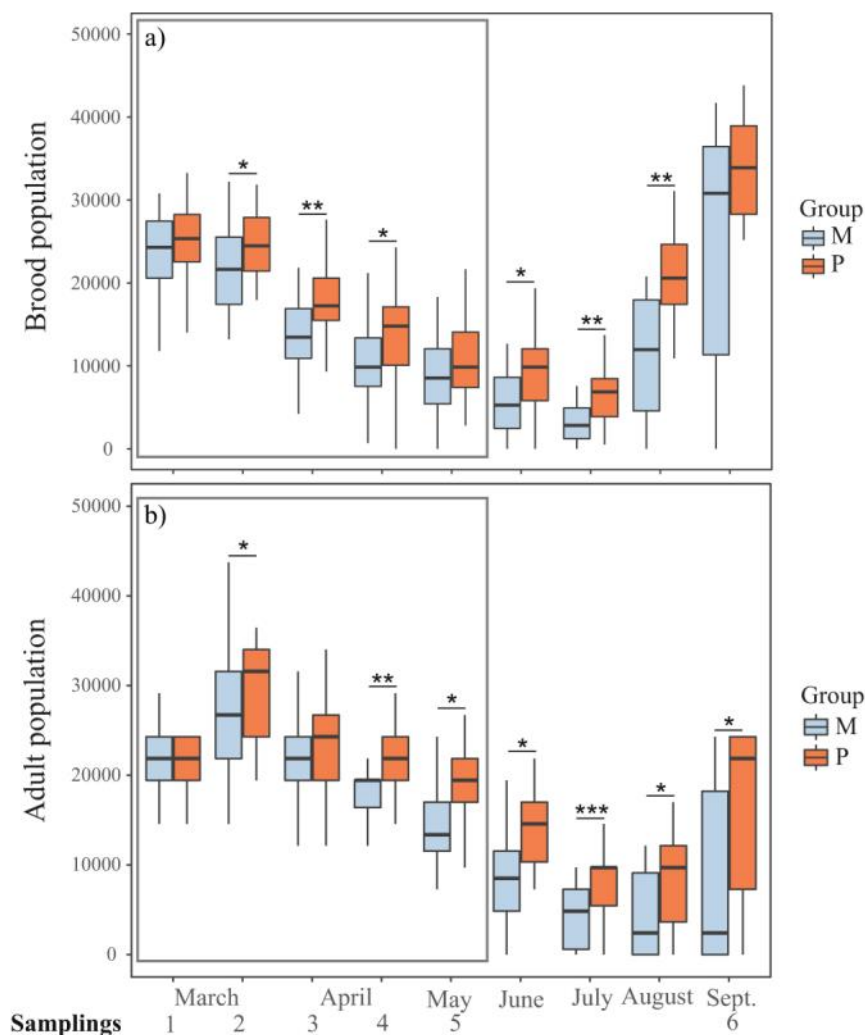 a)
50000
40000
30000
20000
10000
0
Brood population
*
**
*
*
**
**
Group
M
P
b)
50000
40000
30000
20000
10000
0
Adult population
*
**
*
*
***
*
*
Group
M
P
March April May June July August Sept.
Samplings 1 2 3 4 5 6